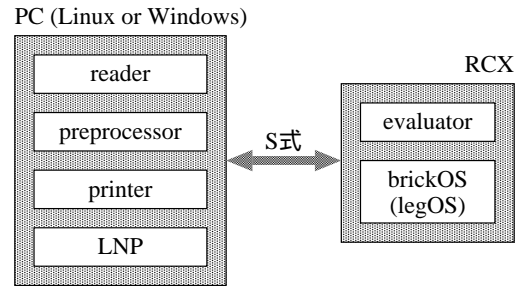 PC (Linux or Windows)
reader
preprocessor
printer
LNP
S式
RCX
evaluator
brickOS
(legOS)